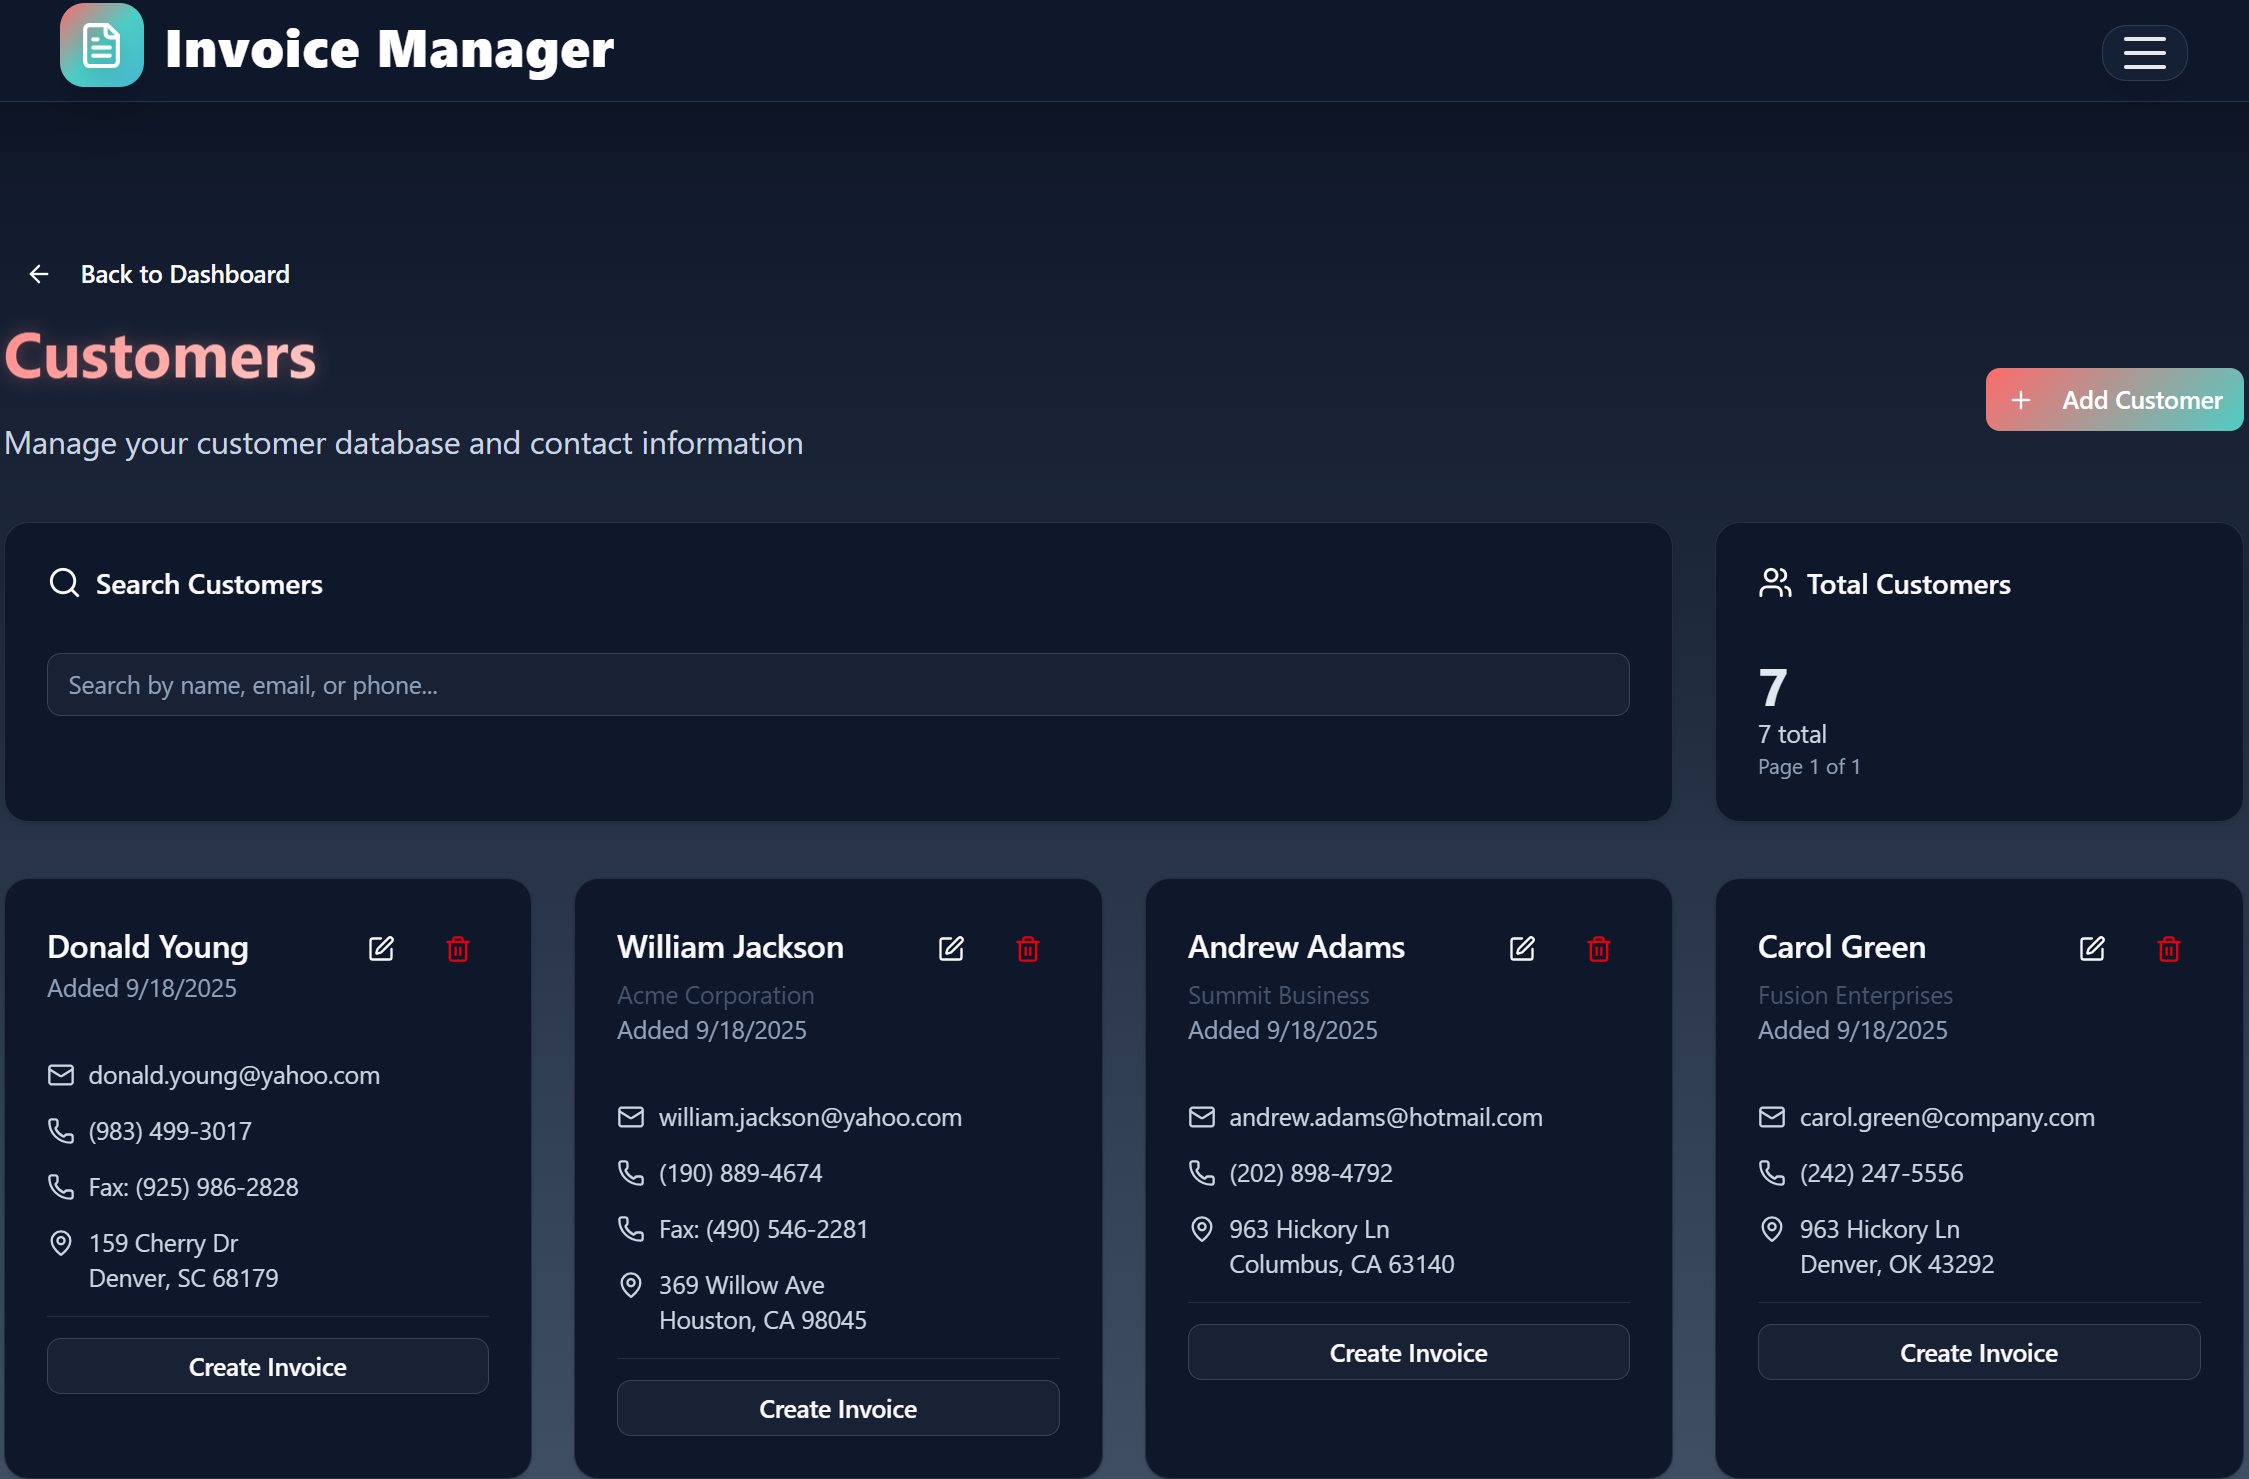 Invoice Manager
Back to Dashboard
Customers
Add Customer
Manage your customer database and contact information
Search Customers
Search by name, email, or phone...
Total Customers
7
7 total
Page 1 of 1
Donald Young
Added 9/18/2025
donald.young@yahoo.com
(983) 499-3017
Fax: (925) 986-2828
159 Cherry Dr
Denver, SC 68179
Create Invoice
William Jackson
Acme Corporation
Added 9/18/2025
william.jackson@yahoo.com
(190) 889-4674
Fax: (490) 546-2281
369 Willow Ave
Houston, CA 98045
Create Invoice
Andrew Adams
Summit Business
Added 9/18/2025
andrew.adams@hotmail.com
(202) 898-4792
963 Hickory Ln
Columbus, CA 63140
Create Invoice
Carol Green
Fusion Enterprises
Added 9/18/2025
carol.green@company.com
(242) 247-5556
963 Hickory Ln
Denver, OK 43292
Create Invoice